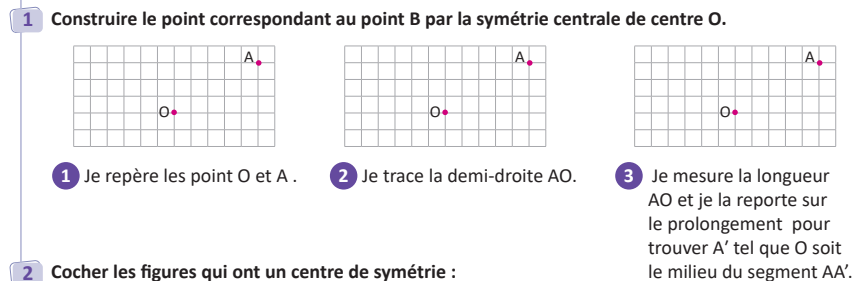 1 Construire le point correspondant au point B par la symétrie centrale de centre O.
A
O
A
O
A
O
1 Je repère les point O et A .
2 Je trace la demi-droite AO.
3 Je mesure la longueur
AO et je la reporte sur
le prolongement pour
trouver A’ tel que O soit
le milieu du segment AA’.
2 Cocher les figures qui ont un centre de symétrie :